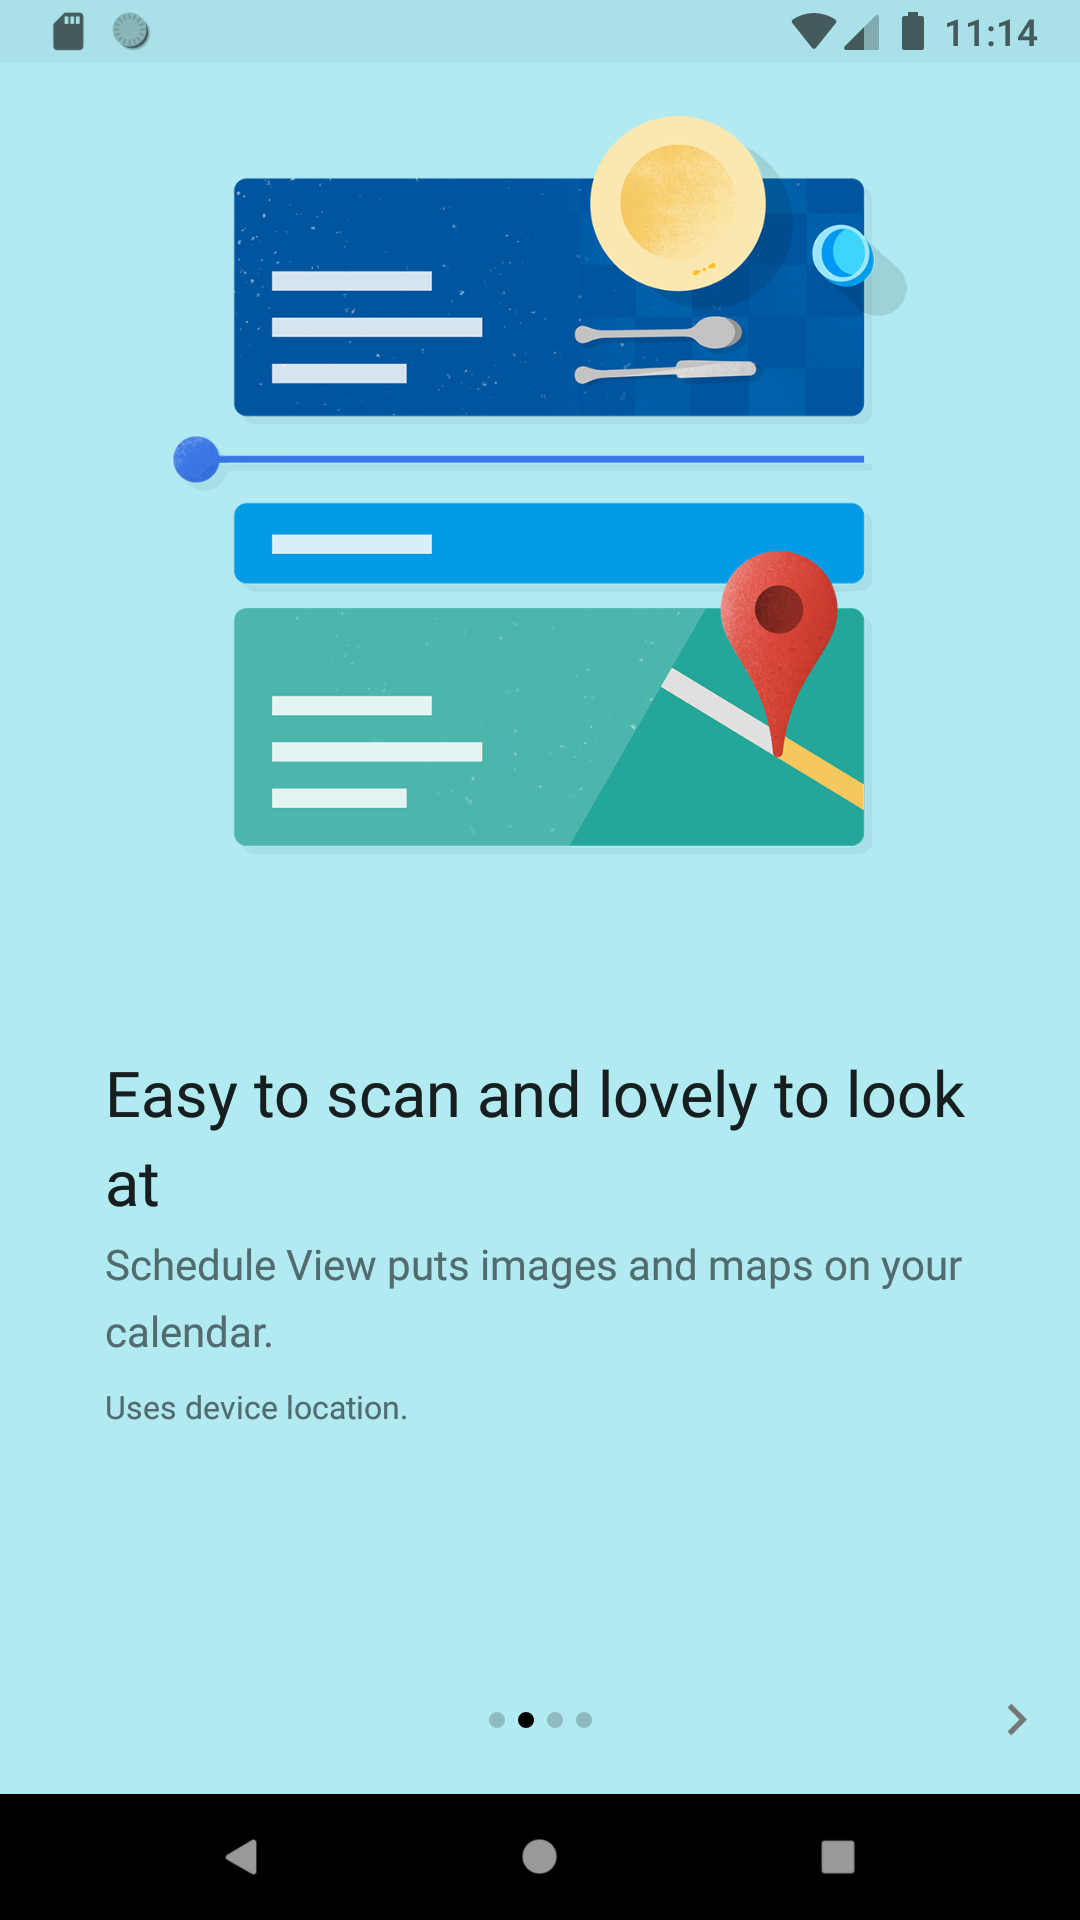 11:14
Easy to scan and lovely to look
at
Schedule View puts images and maps on your
calendar.
Uses device location.